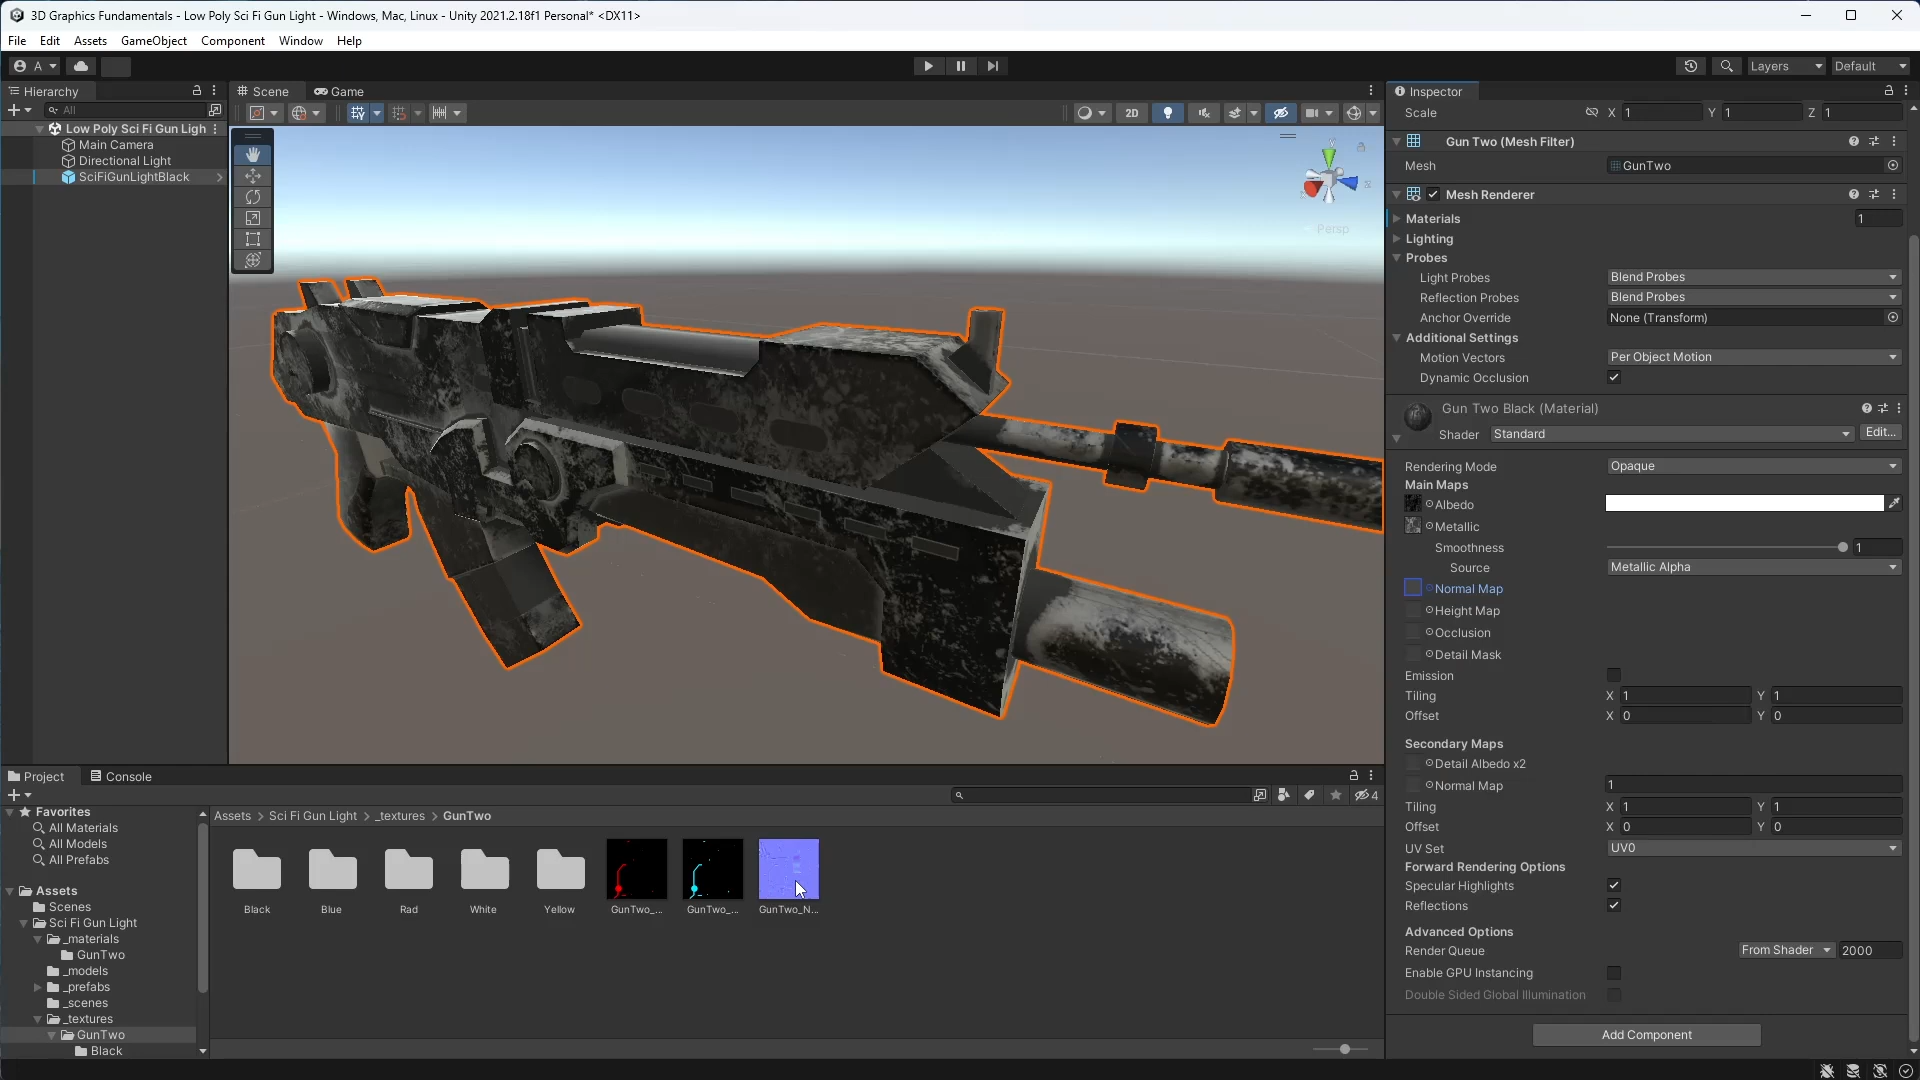 3D Graphics Fundamentals - Low Poly Sci Fi Gun Light - Windows, Mac, Linux - Unity 2021.2.18f1 Personal* <DX11>
File Edit Assets GameObject Component Window Help
A Layers Default
Hierarchy
All
Low Poly Sci Fi Gun Ligh
Main Camera
Directional Light
SciFiGunLightBlack
Scene Game
2D
Persp
Inspector
Scale X 1 Y 1 Z 1
Gun Two (Mesh Filter)
Mesh GunTwo
Mesh Renderer
Materials 1
Lighting
Probes
Light Probes Blend Probes
Reflection Probes Blend Probes
Anchor Override None (Transform)
Additional Settings
Motion Vectors Per Object Motion
Dynamic Occlusion
Gun Two Black (Material)
Shader Standard Edit...
Rendering Mode Opaque
Main Maps
Albedo
Metallic
Smoothness 1
Source Metallic Alpha
Normal Map
Height Map
Occlusion
Detail Mask
Emission
Tiling X 1 Y 1
Offset X 0 Y 0
Secondary Maps
Detail Albedo x2
Normal Map 1
Tiling X 1 Y 1
Offset X 0 Y 0
UV Set UV0
Forward Rendering Options
Specular Highlights
Reflections
Advanced Options
Render Queue From Shader 2000
Enable GPU Instancing
Double Sided Global Illumination
Add Component
Project Console
4
Favorites
All Materials
All Models
All Prefabs
Assets
Scenes
Sci Fi Gun Light
_materials
GunTwo
_models
_prefabs
_scenes
_textures
GunTwo
Black
Assets > Sci Fi Gun Light > _textures > GunTwo
Black Blue Rad White Yellow GunTwo_... GunTwo_... GunTwo_N...